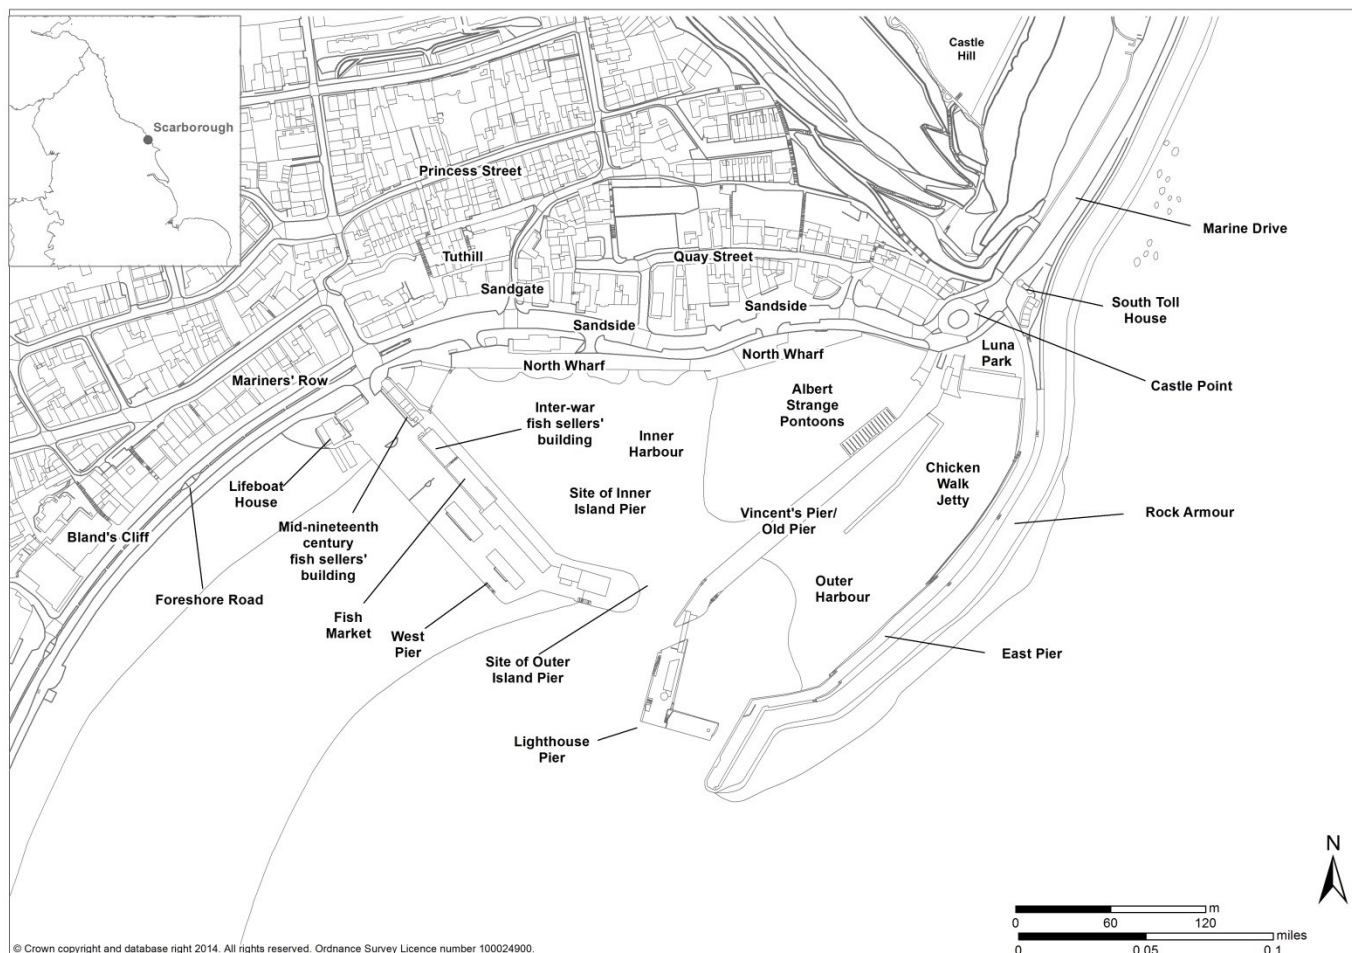 Castle
Hill
Scarborough
Princess Street
Marine Drive
Tuthill
Quay Street
Sandgate
South Toll
House
Sandside
Sandside
Luna
Park
North Wharf
North Wharf
Mariners' Row
Castle Point
Albert
Strange
Pontoons
Inter-war
fish sellers'
building
Inner
Harbour
Chicken
Walk
Jetty
Lifeboat
House
Site of Inner
Island Pier
Vincent's Pier/
Old Pier
Rock Armour
Mid-nineteenth
century
fish sellers'
building
Bland's Cliff
Outer
Harbour
Foreshore Road
Fish
Market
West
Pier
East Pier
Site of Outer
Island Pier
Lighthouse
Pier
N
m
0 60 120
miles
0 0.05 0.1
© Crown copyright and database right 2014. All rights reserved. Ordnance Survey Licence number 100024900.